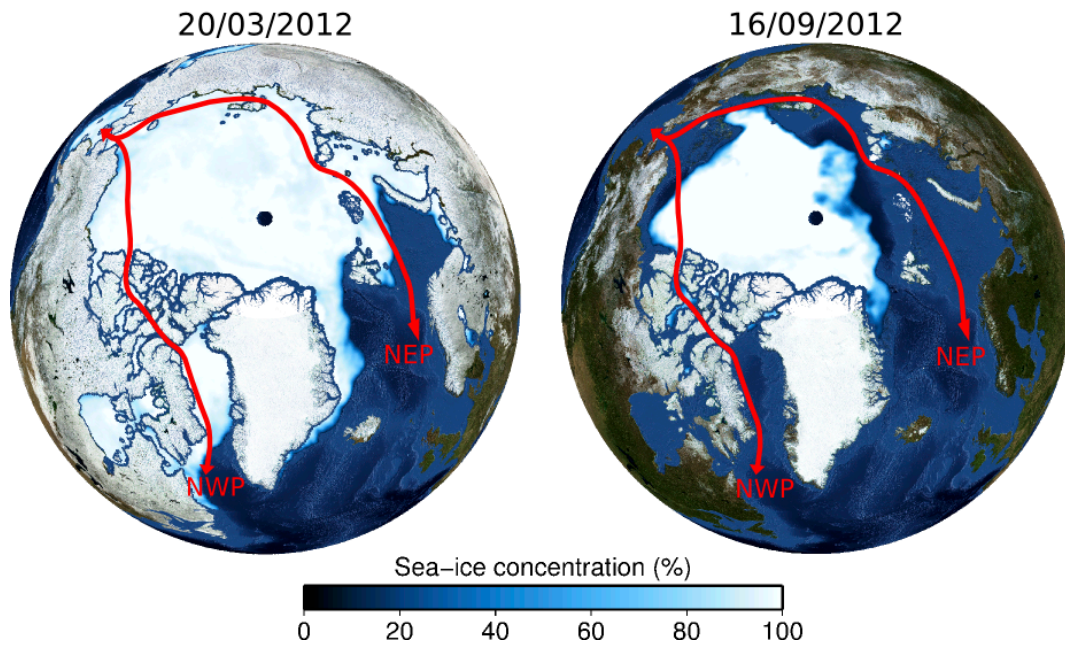 20/03/2012
16/09/2012
NEP
NEP
NWP
NWP
Sea-ice concentration (%)
0 20 40 60 80 100